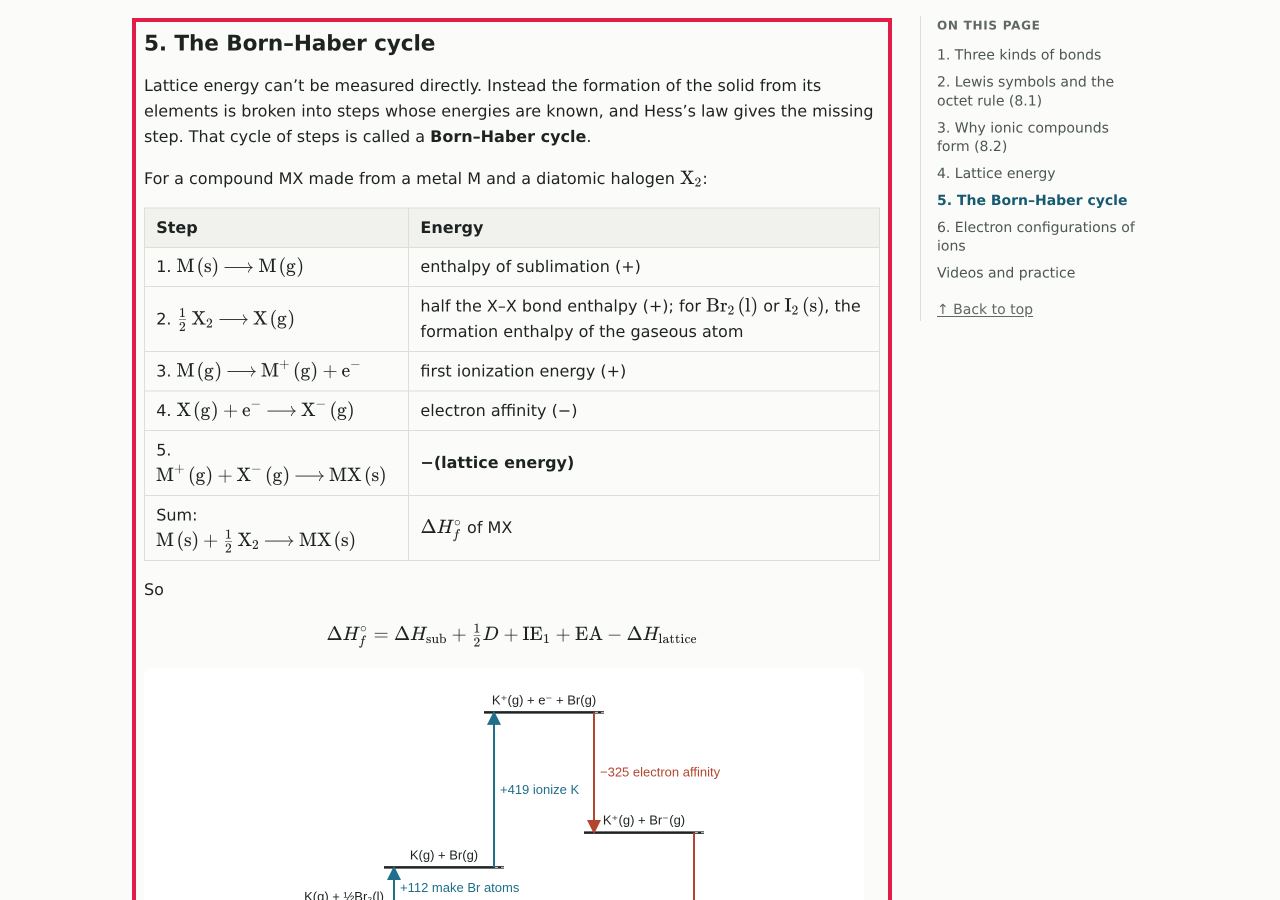 5. The Born–Haber cycle
Lattice energy can’t be measured directly. Instead the formation of the solid from its
elements is broken into steps whose energies are known, and Hess’s law gives the missing
step. That cycle of steps is called a Born–Haber cycle.
For a compound MX made from a metal M and a diatomic halogen X₂:
Step Energy
1. M(s) ⟶ M(g) enthalpy of sublimation (+)
2. ½ X₂ ⟶ X(g) half the X–X bond enthalpy (+); for Br₂(l) or I₂(s), the
formation enthalpy of the gaseous atom
3. M(g) ⟶ M⁺(g) + e⁻ first ionization energy (+)
4. X(g) + e⁻ ⟶ X⁻(g) electron affinity (−)
5.
M⁺(g) + X⁻(g) ⟶ MX(s) −(lattice energy)
Sum:
M(s) + ½ X₂ ⟶ MX(s) ΔH°f of MX
So
ΔH°f = ΔHsub + ½D + IE₁ + EA − ΔHlattice
K⁺(g) + e⁻ + Br(g)
−325 electron affinity
+419 ionize K
K⁺(g) + Br⁻(g)
K(g) + Br(g)
+112 make Br atoms
K(g) + ½Br₂(l)
ON THIS PAGE
1. Three kinds of bonds
2. Lewis symbols and the
octet rule (8.1)
3. Why ionic compounds
form (8.2)
4. Lattice energy
5. The Born–Haber cycle
6. Electron configurations of
ions
Videos and practice
↑ Back to top